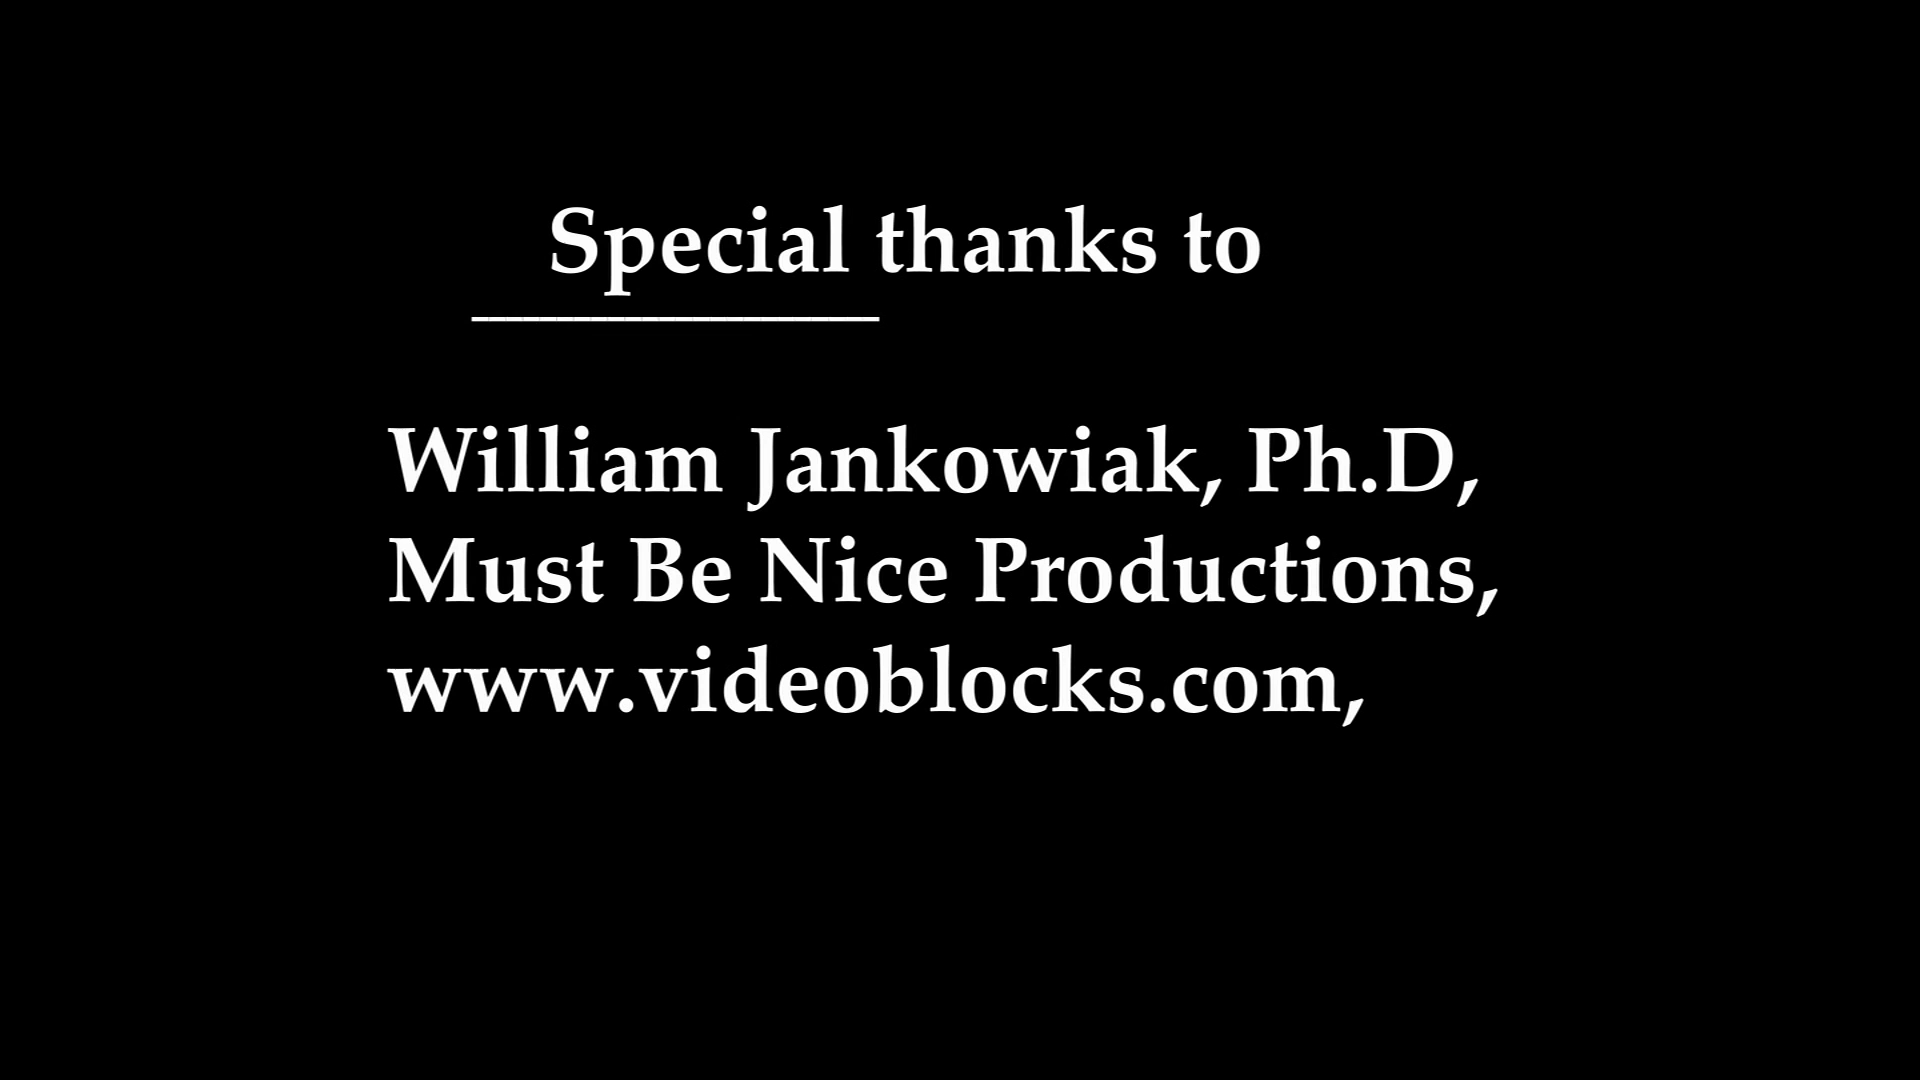 Special thanks to
William Jankowiak, Ph.D,
Must Be Nice Productions,
www.videoblocks.com,